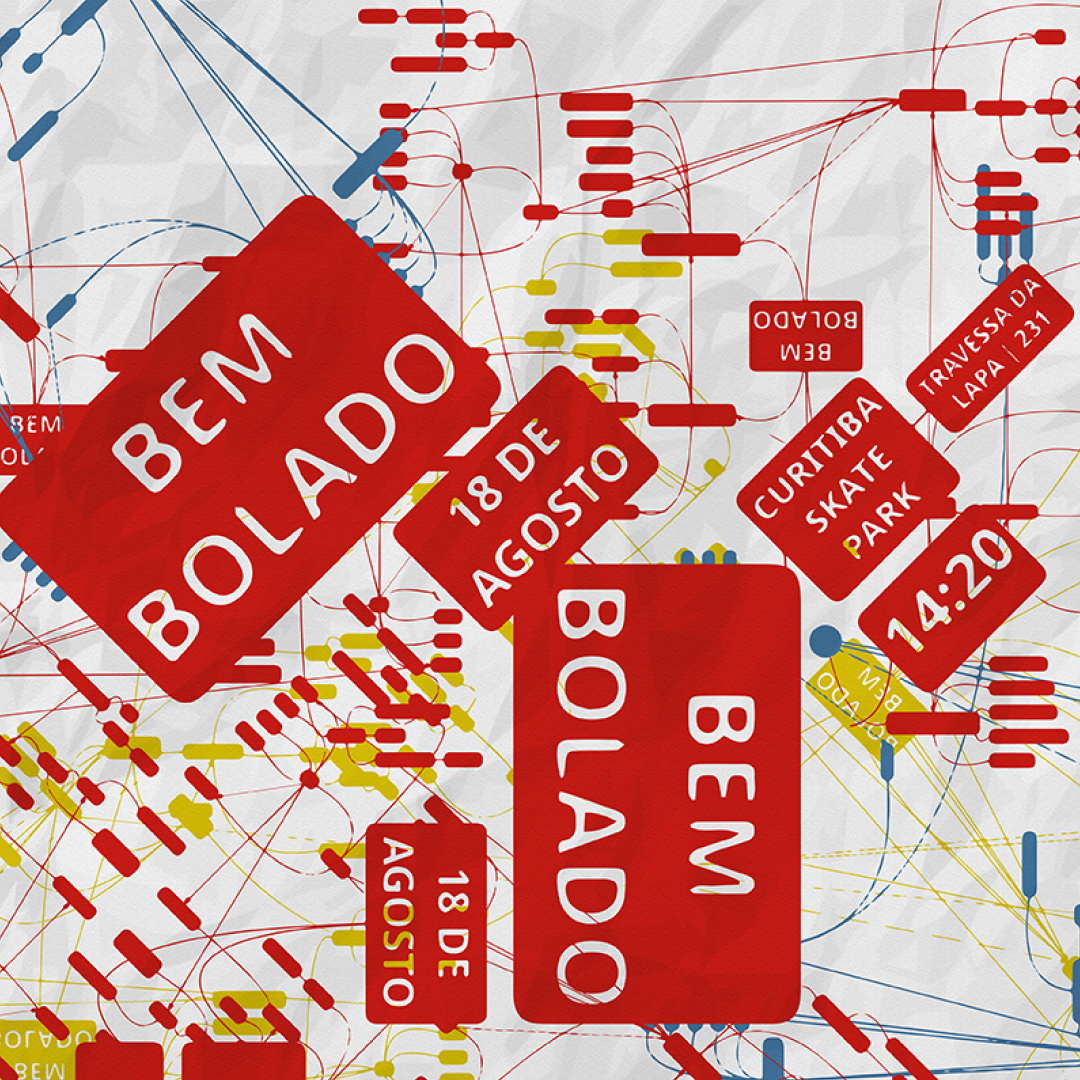 BOLADO
BEM
TRAVESSA DA
LAPA | 231
BEM
BOLADO
BEM
18 DE
AGOSTO
CURITIBA
SKATE
PARK
14:20
BEM
BOLADO
BEM
BOLADO
18 DE
AGOSTO
BOLADO
BEM